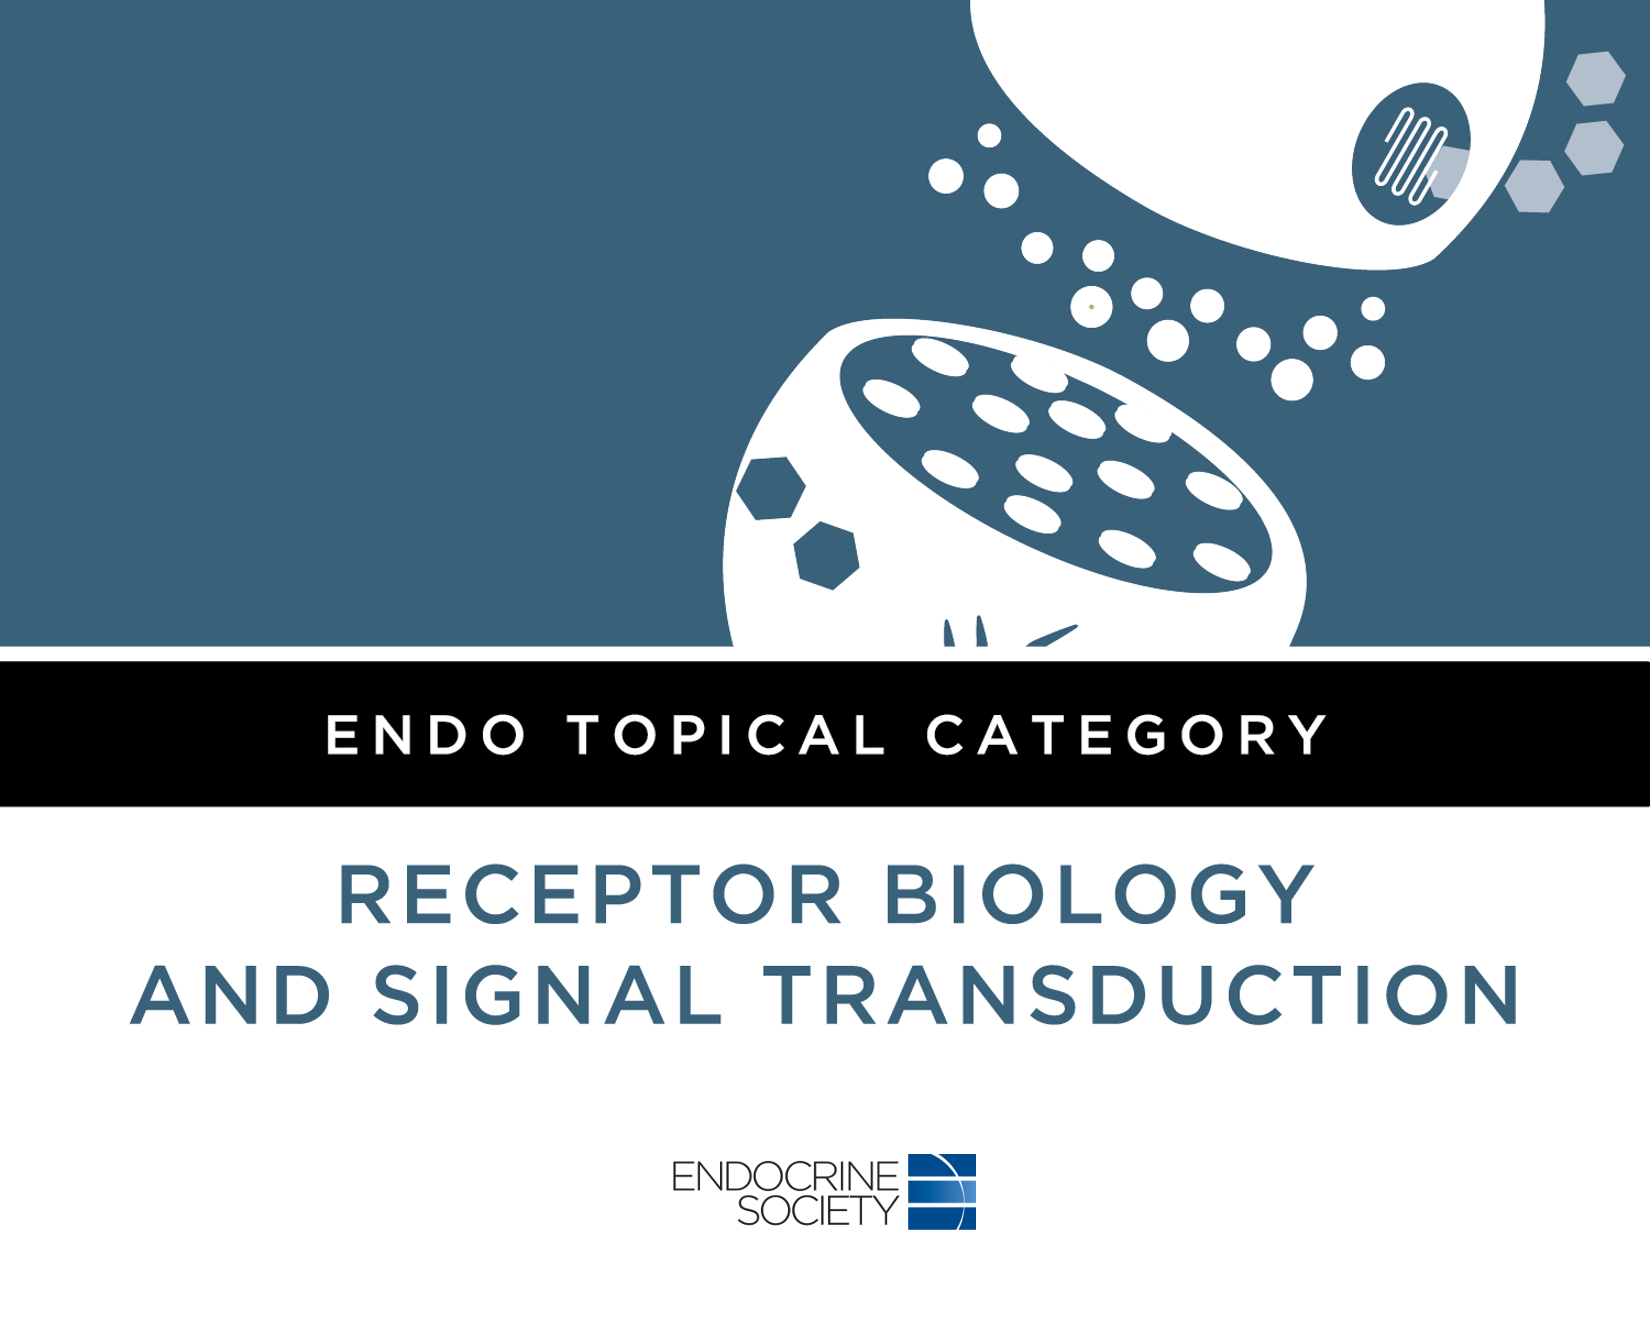 ENDO TOPICAL CATEGORY
RECEPTOR BIOLOGY
AND SIGNAL TRANSDUCTION
ENDOCRINE
SOCIETY